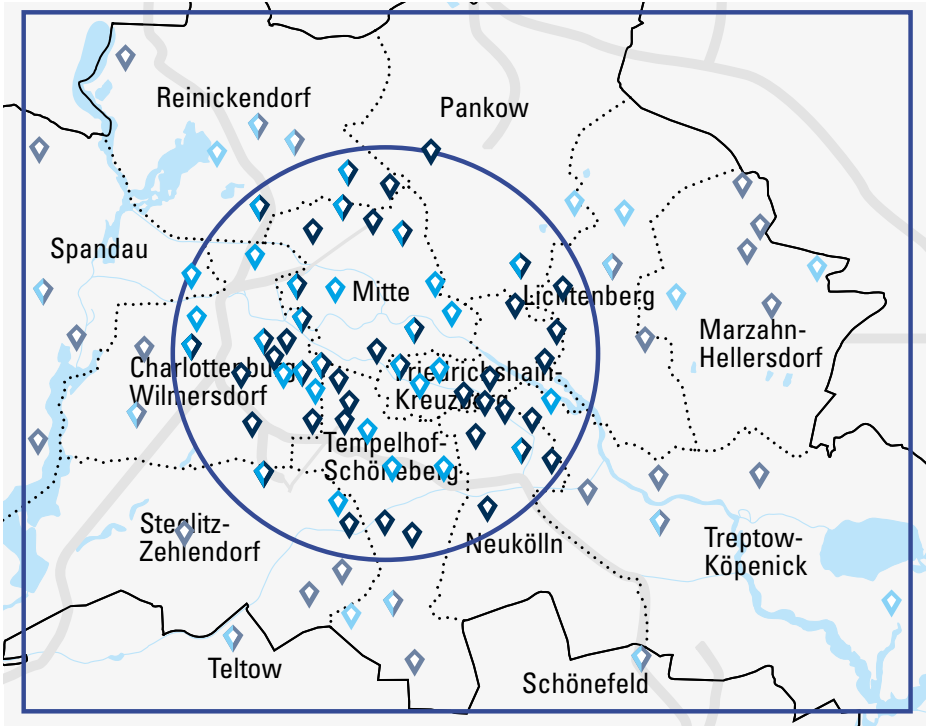 Reinickendorf
Pankow
Spandau
Mitte
Lichtenberg
Marzahn-
Hellersdorf
Charlottenburg
Wilmersdorf
Friedrichshain-
Kreuzberg
Tempelhof-
Schöneberg
Steglitz-
Zehlendorf
Neukölln
Treptow-
Köpenick
Teltow
Schönefeld